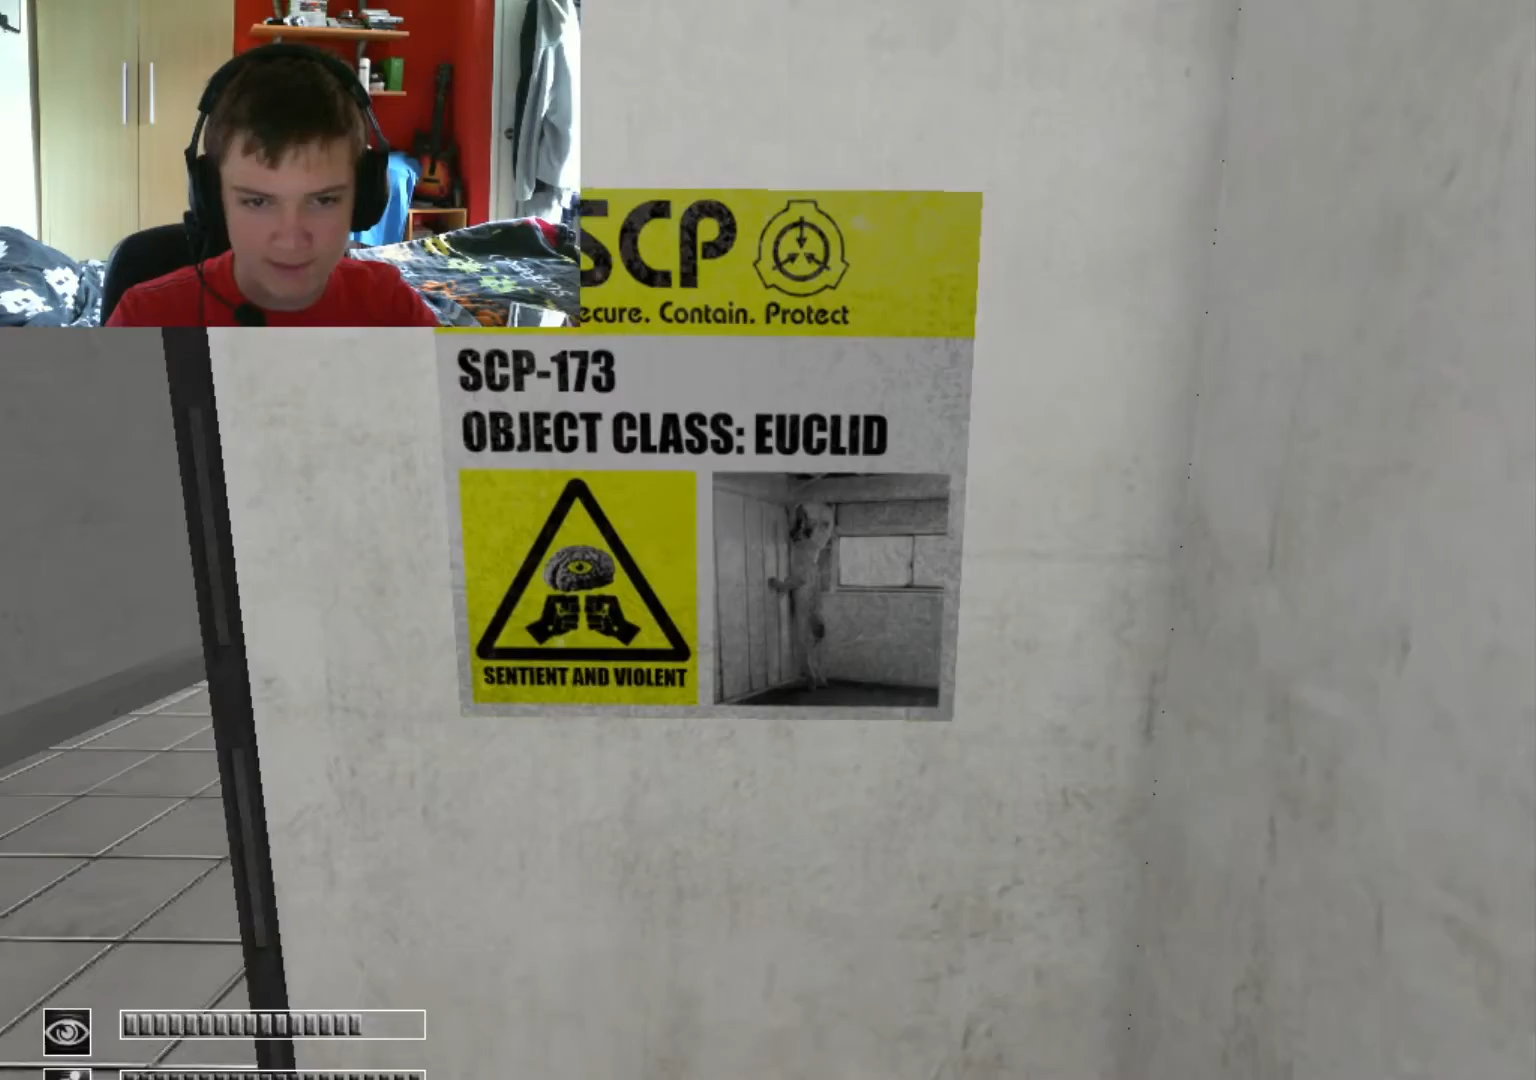 SCP
ecure. Contain. Protect
SCP-173
OBJECT CLASS: EUCLID
SENTIENT AND VIOLENT